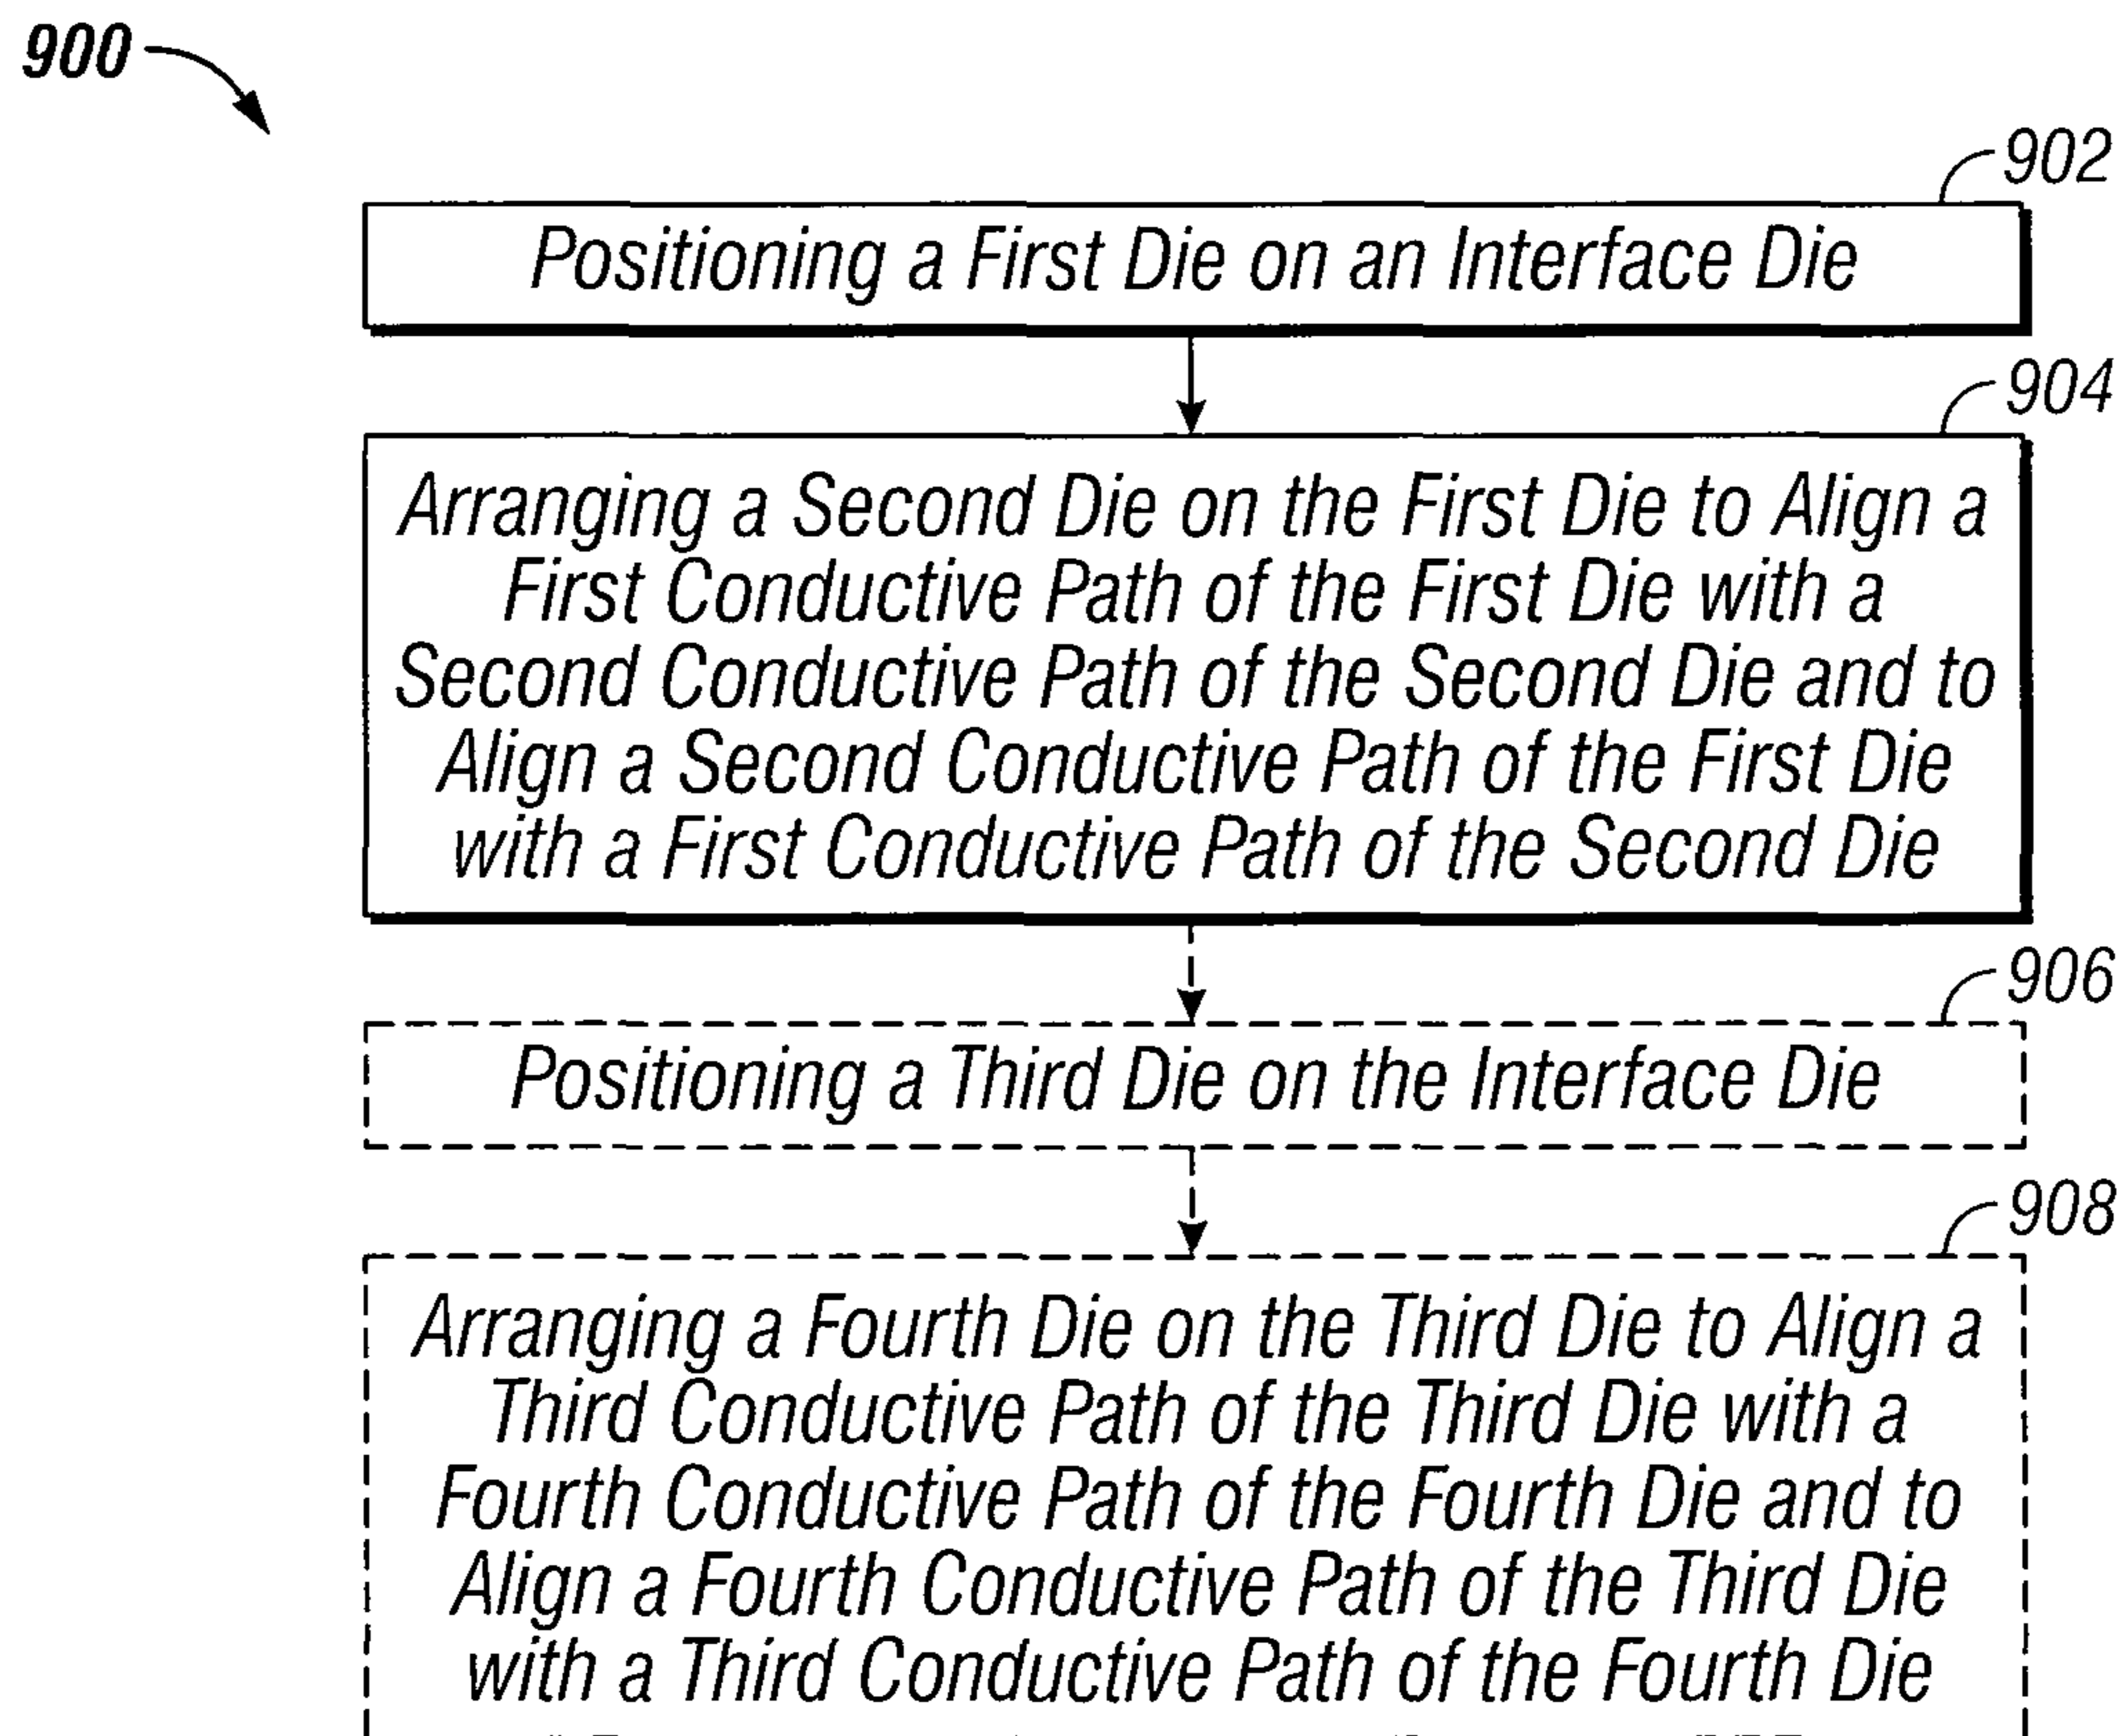 900
902
Positioning a First Die on an Interface Die
904
Arranging a Second Die on the First Die to Align a
First Conductive Path of the First Die with a
Second Conductive Path of the Second Die and to
Align a Second Conductive Path of the First Die
with a First Conductive Path of the Second Die
906
Positioning a Third Die on the Interface Die
908
Arranging a Fourth Die on the Third Die to Align a
Third Conductive Path of the Third Die with a
Fourth Conductive Path of the Fourth Die and to
Align a Fourth Conductive Path of the Third Die
with a Third Conductive Path of the Fourth Die